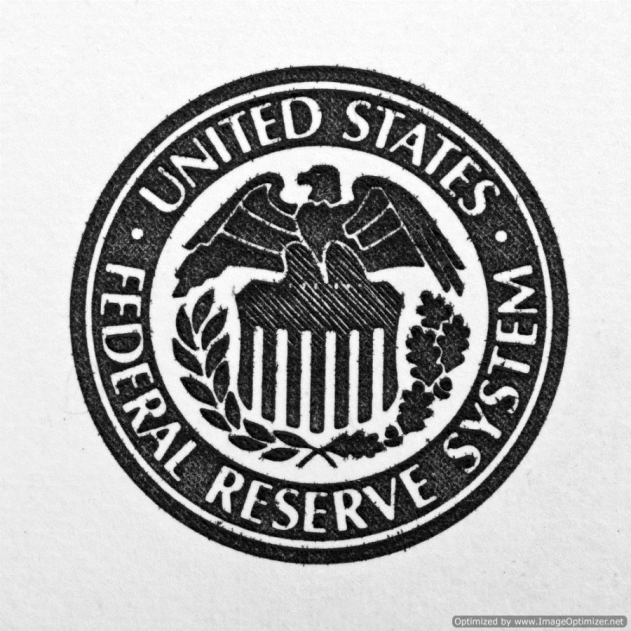 UNITED STATES
FEDERAL RESERVE SYSTEM
Optimized by www.ImageOptimizer.net